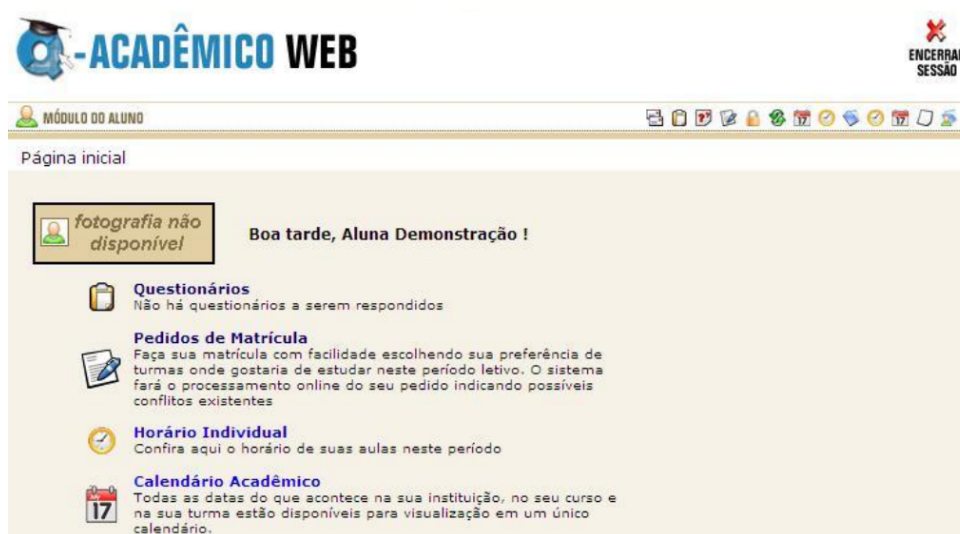 Q-ACADÊMICO WEB
ENCERRAR
SESSÃO
MÓDULO DO ALUNO
17
17
Página inicial
fotografia não
disponível
Boa tarde, Aluna Demonstração !
Questionários
Não há questionários a serem respondidos
Pedidos de Matrícula
Faça sua matrícula com facilidade escolhendo sua preferência de
turmas onde gostaria de estudar neste período letivo. O sistema
fará o processamento online do seu pedido indicando possíveis
conflitos existentes
Horário Individual
Confira aqui o horário de suas aulas neste período
Calendário Acadêmico
17
Todas as datas do que acontece na sua instituição, no seu curso e
na sua turma estão disponíveis para visualização em um único
calendário.